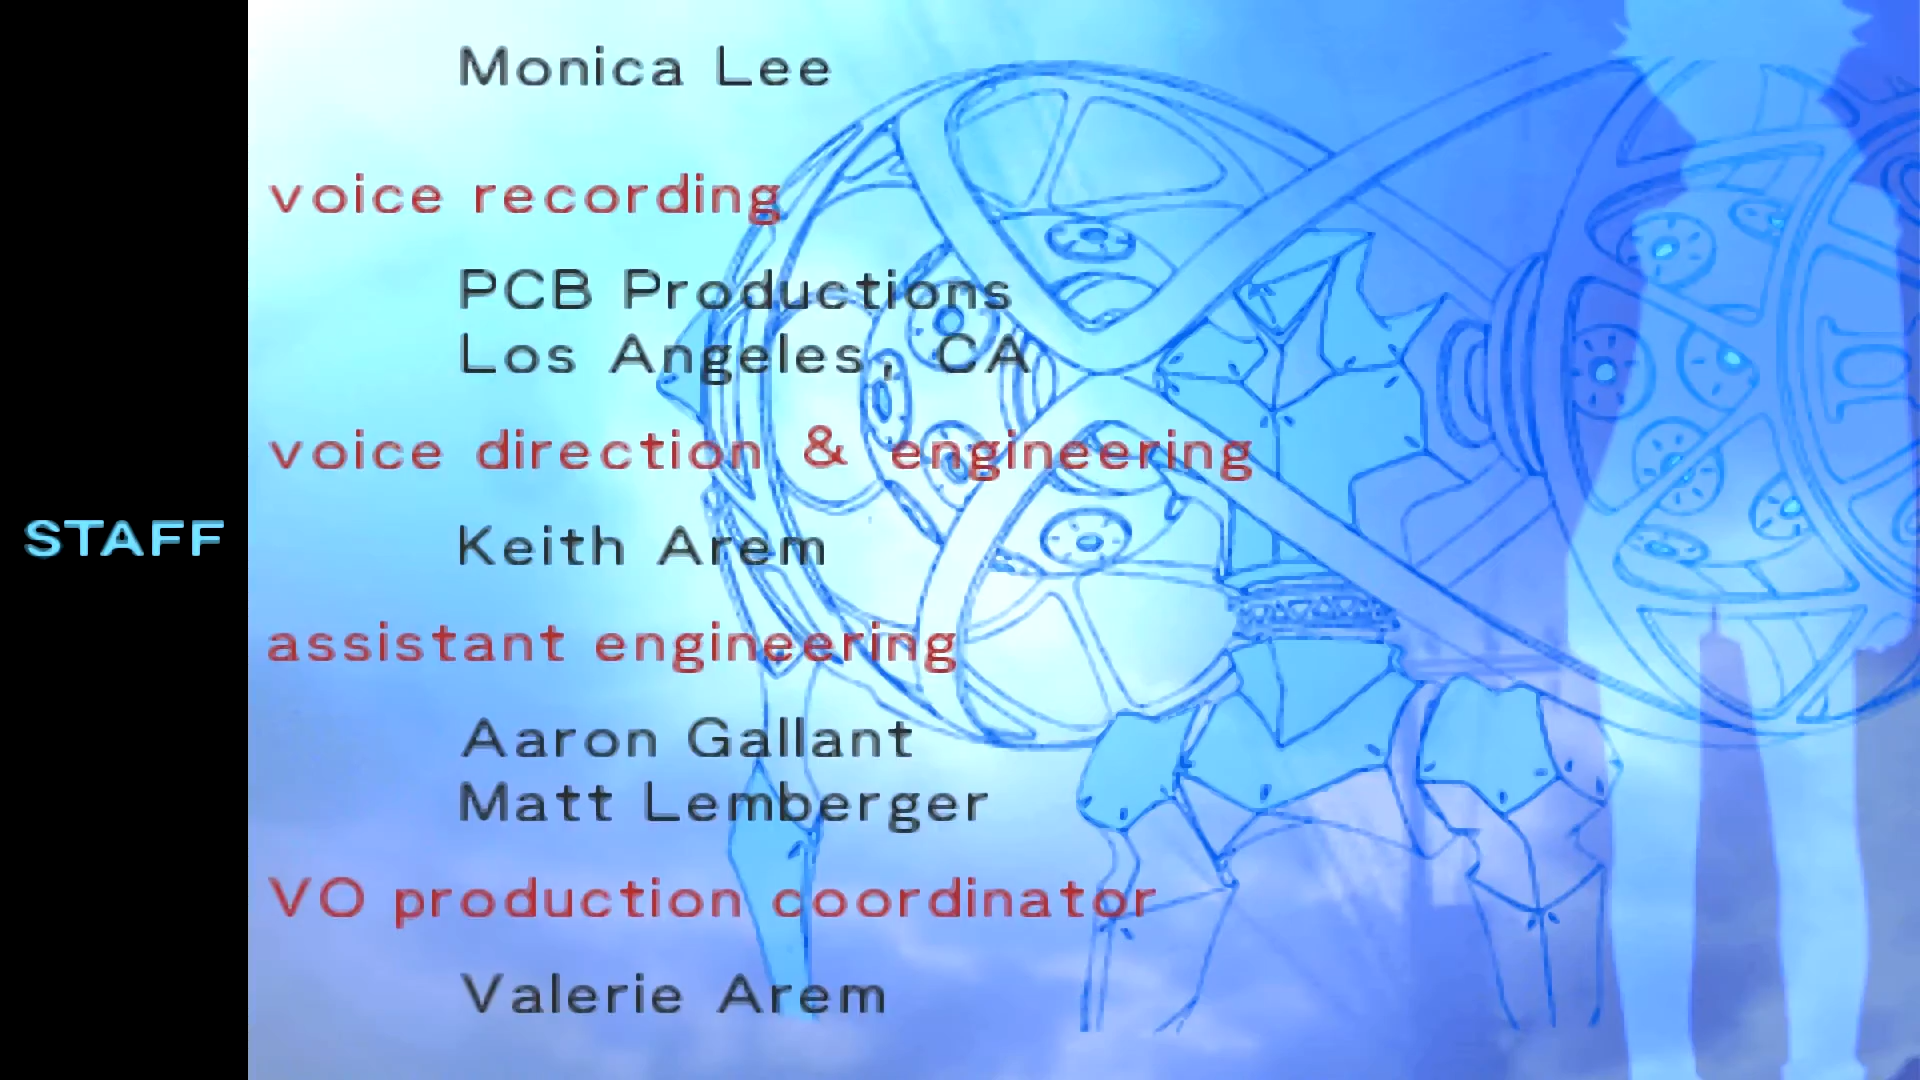 STAFF
Monica Lee
voice recording
PCB Productions
Los Angeles, CA
voice direction & engineering
Keith Arem
assistant engineering
Aaron Gallant
Matt Lemberger
VO production coordinator
Valerie Arem